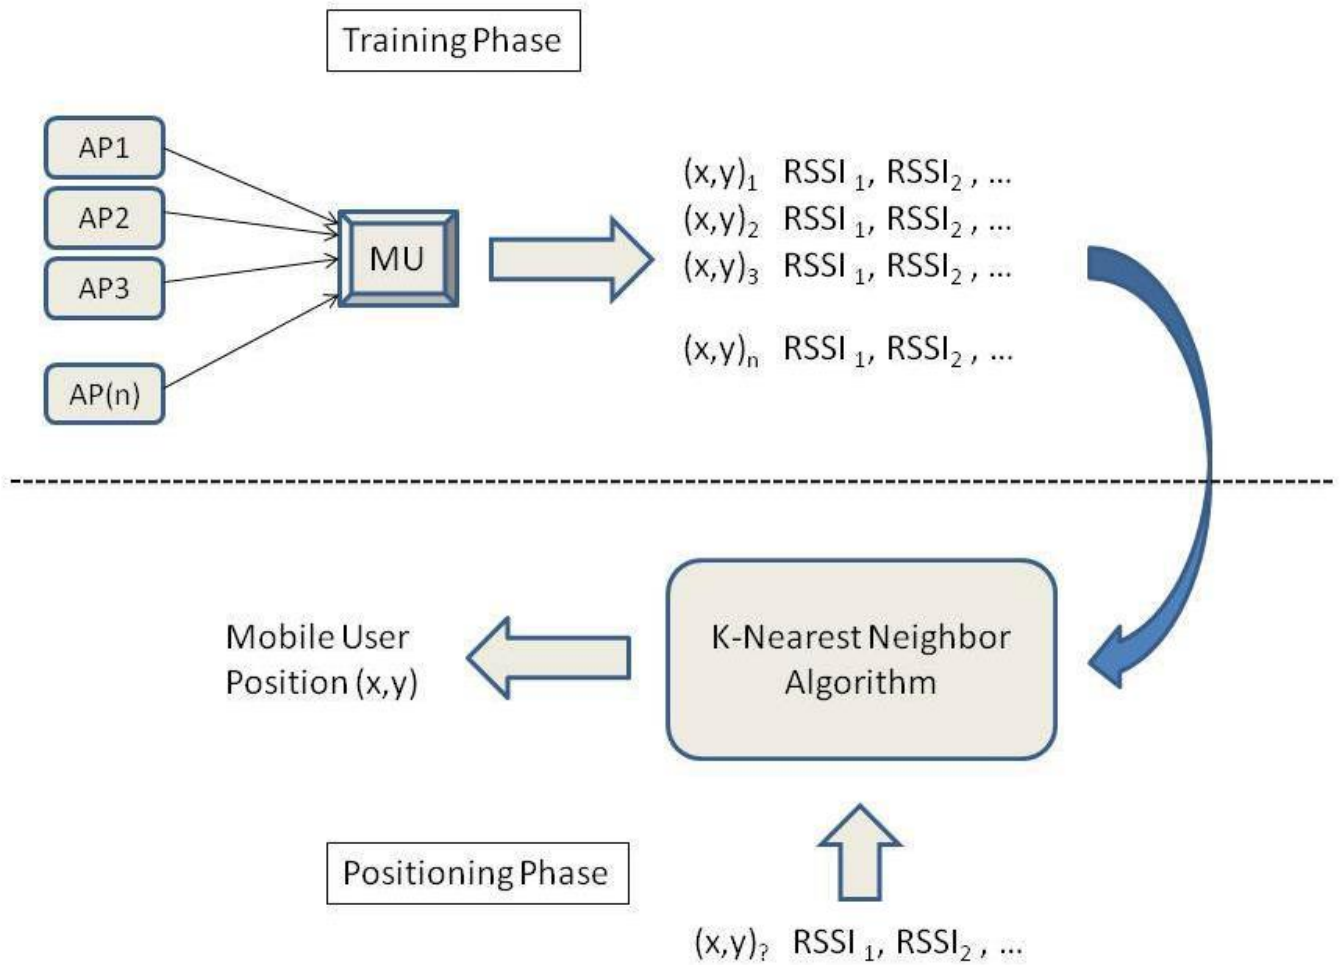 Training Phase
AP1
AP2
AP3
AP(n)
MU
(x,y)₁ RSSI ₁, RSSI₂ , ...
(x,y)₂ RSSI ₁, RSSI₂ , ...
(x,y)₃ RSSI ₁, RSSI₂ , ...
(x,y)ₙ RSSI ₁, RSSI₂ , ...
K-Nearest Neighbor
Algorithm
Mobile User
Position (x,y)
Positioning Phase
(x,y)? RSSI ₁, RSSI₂ , ...